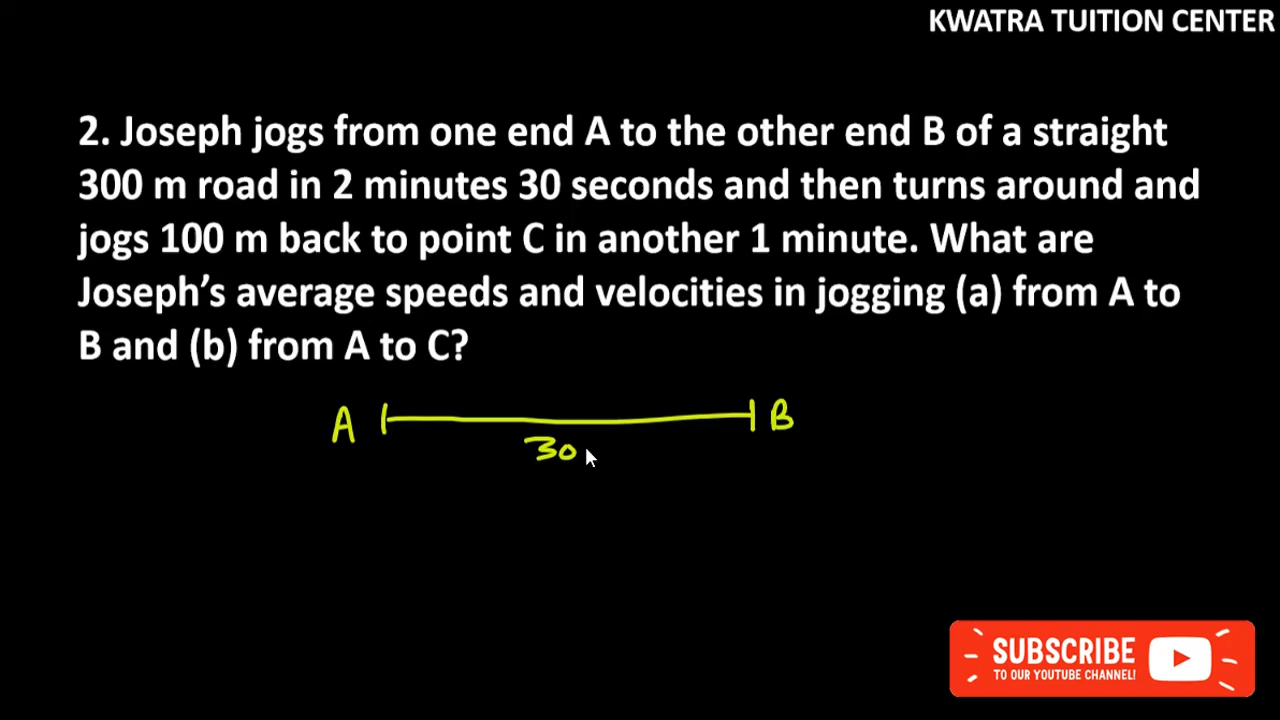 KWATRA TUITION CENTER
2. Joseph jogs from one end A to the other end B of a straight
300 m road in 2 minutes 30 seconds and then turns around and
jogs 100 m back to point C in another 1 minute. What are
Joseph’s average speeds and velocities in jogging (a) from A to
B and (b) from A to C?
A B
30
SUBSCRIBE
TO OUR YOUTUBE CHANNEL!